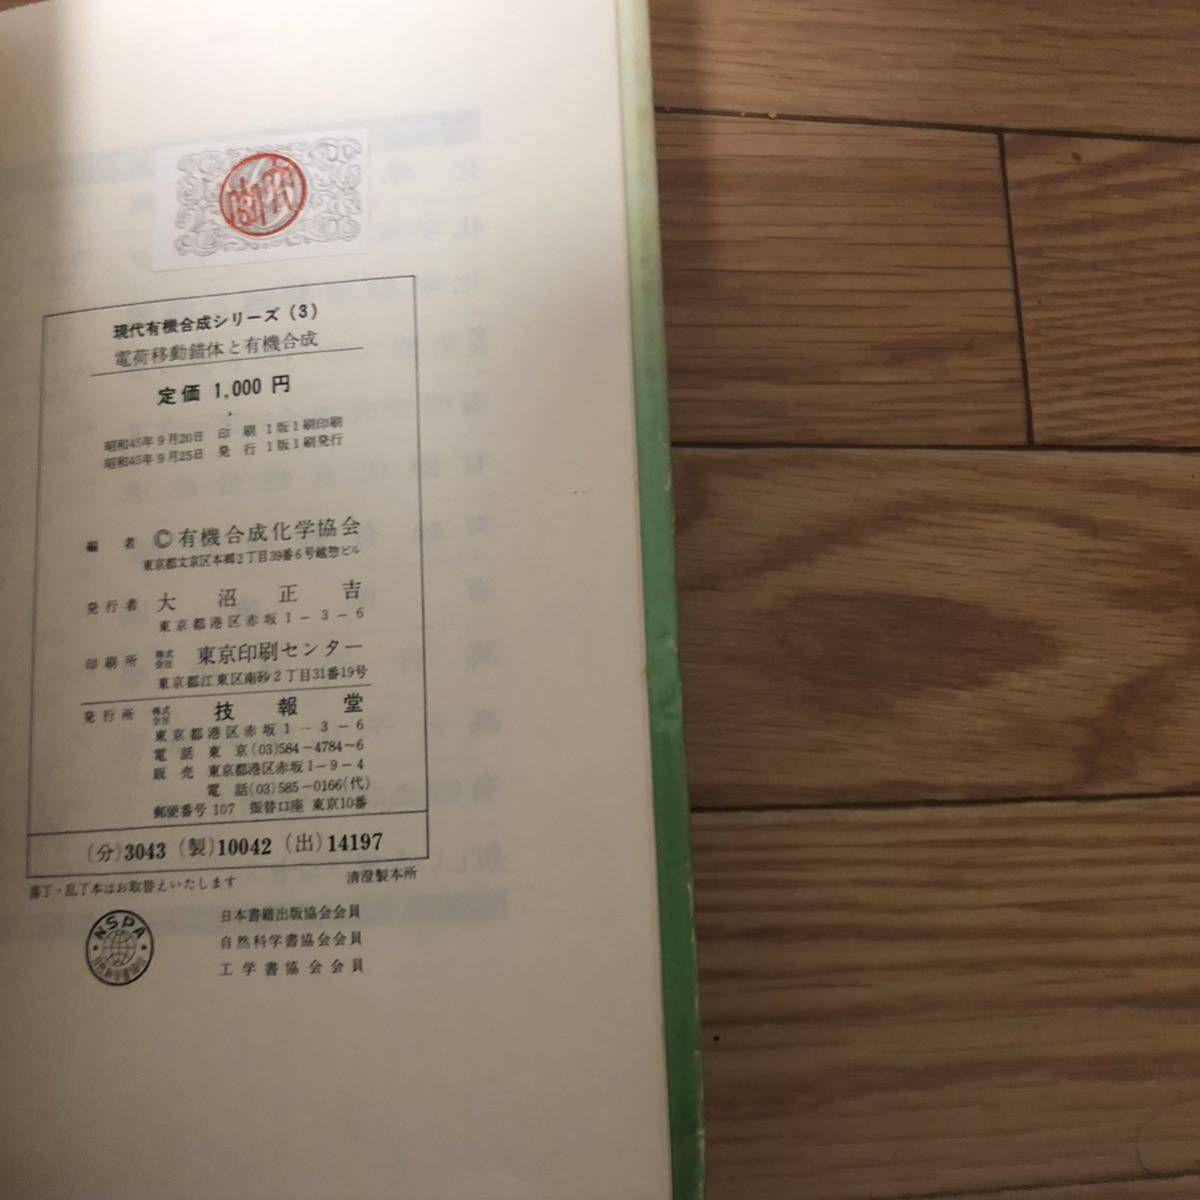 現代有機合成シリーズ (3)
電荷移動錯体と有機合成
定価 1,000 円
昭和45年9月20日 印刷 1版1刷印刷
昭和45年9月25日 発行 1版1刷発行
編者 ©有機合成化学協会
東京都文京区本郷2丁目39番6号鑪惣ビル
発行者 大沼正吉
東京都港区赤坂1-3-6
印刷所 株式会社 東京印刷センター
東京都江東区南砂2丁目31番19号
発行所 株式会社 技報堂
東京都港区赤坂1-3-6
電話 東京(03)584-4784~6
販売 東京都港区赤坂1-9-4
電話(03)585-0166(代)
郵便番号 107 振替口座 東京10番
(分)3043 (製)10042 (出)14197
落丁・乱丁本はお取替えいたします 清澄製本所
NSPA
日本書籍出版協会会員
自然科学書協会会員
工学書協会会員